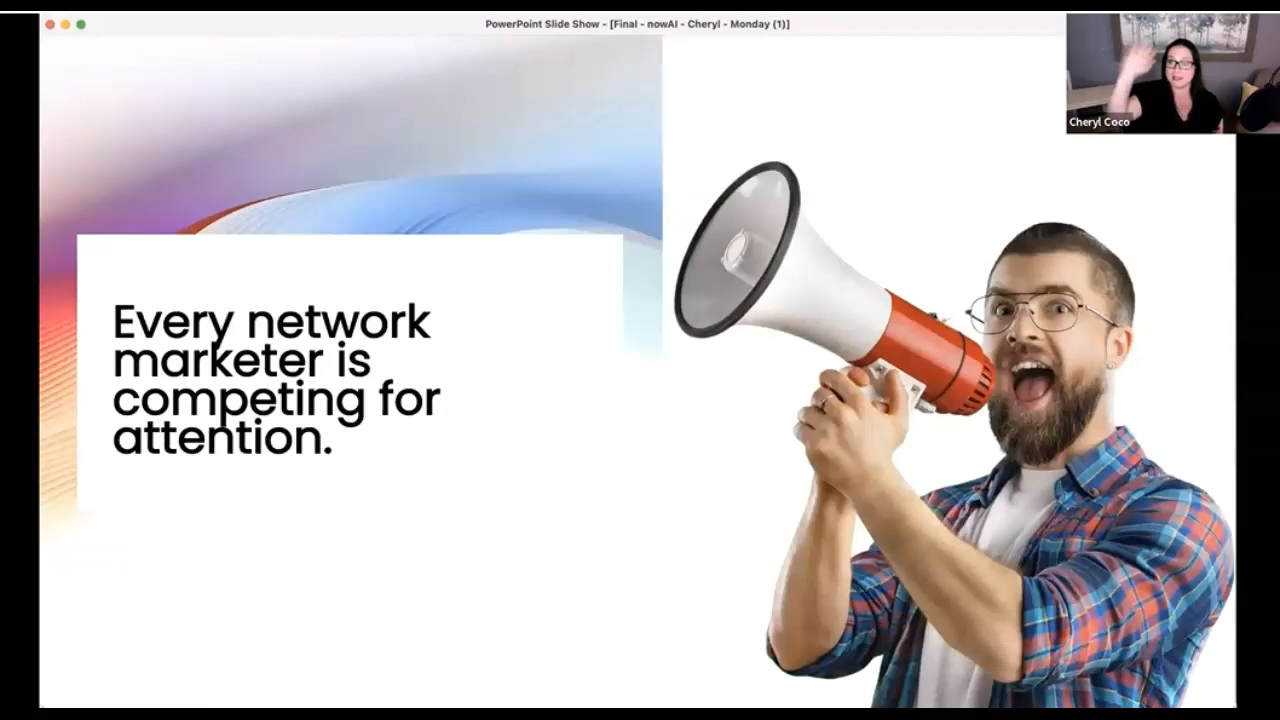 PowerPoint Slide Show - [Final - nowAI - Cheryl - Monday (1)]
Cheryl Coco
Every network
marketer is
competing for
attention.